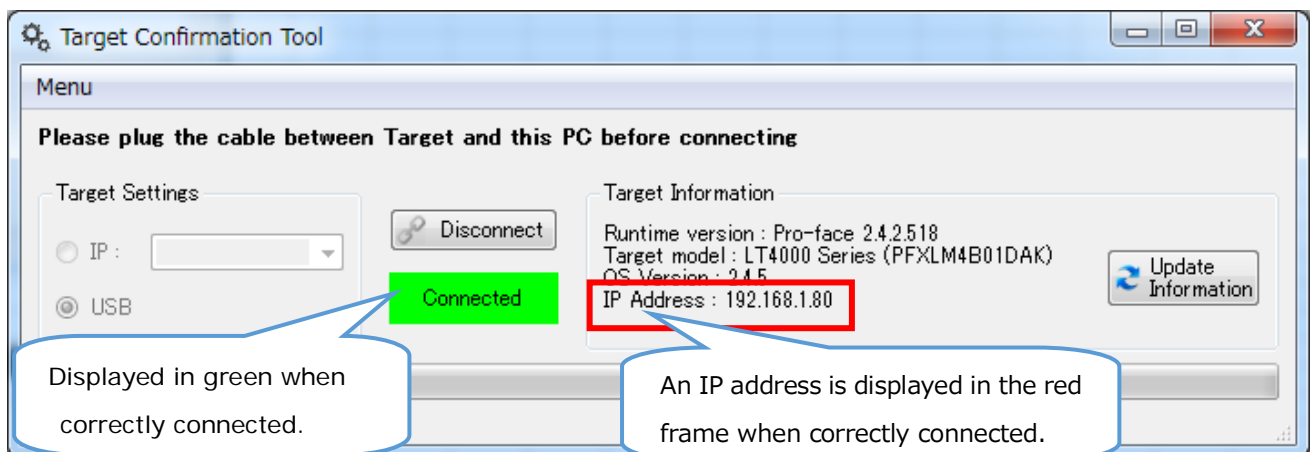 Target Confirmation Tool
Menu
Please plug the cable between Target and this PC before connecting
Target Settings
IP :
USB
Disconnect
Connected
Target Information
Runtime version : Pro-face 2.4.2.518
Target model : LT4000 Series (PFXLM4B01DAK)
OS Version : 2.4.5
IP Address : 192.168.1.80
Update
Information
Displayed in green when
correctly connected.
An IP address is displayed in the red
frame when correctly connected.